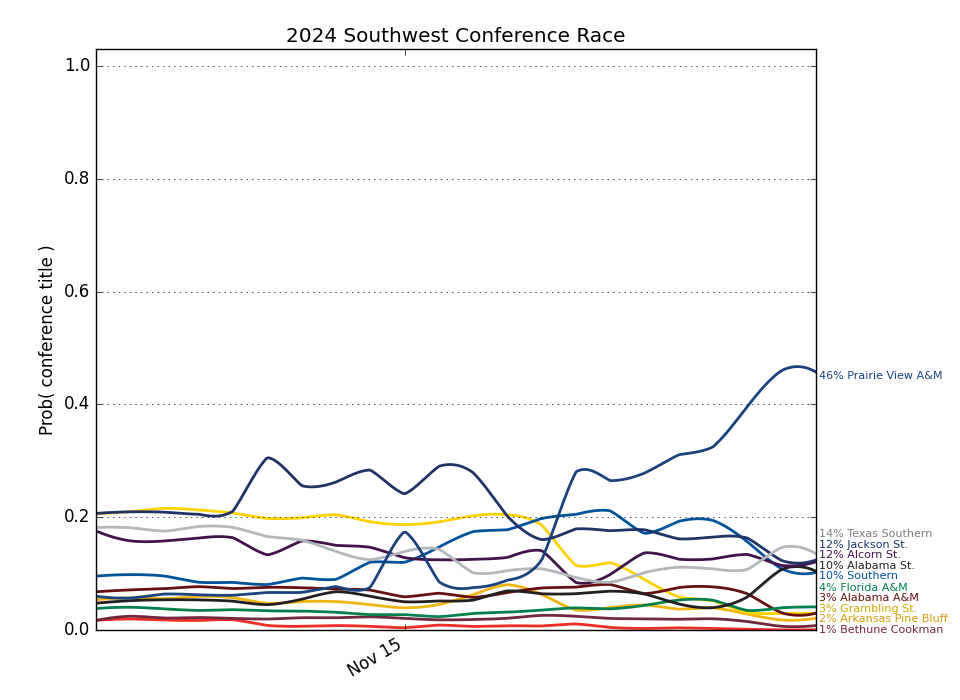 2024 Southwest Conference Race
Prob( conference title )
1.0
0.8
0.6
0.4
0.2
0.0
Nov 15
46% Prairie View A&M
14% Texas Southern
12% Jackson St.
12% Alcorn St.
10% Alabama St.
10% Southern
4% Florida A&M
3% Alabama A&M
3% Grambling St.
2% Arkansas Pine Bluff
1% Bethune Cookman